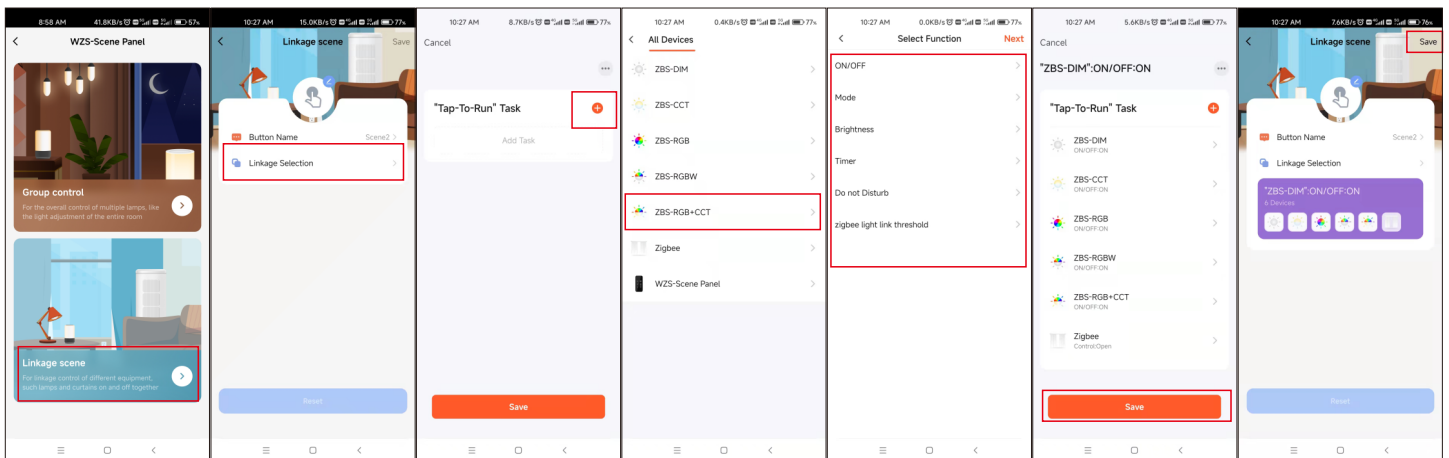 8:58 AM 41.8KB/s 57%
WZS-Scene Panel
Group control
For the overall control of multiple lamps, like
the light adjustment of the entire room
Linkage scene
For linkage control of different equipment,
such lamps and curtains on and off together
10:27 AM 15.0KB/s 77%
Linkage scene Save
Button Name Scene2
Linkage Selection
Reset
10:27 AM 8.7KB/s 77%
Cancel
"Tap-To-Run" Task
Add Task
Save
10:27 AM 0.4KB/s 77%
All Devices
ZBS-DIM
ZBS-CCT
ZBS-RGB
ZBS-RGBW
ZBS-RGB+CCT
Zigbee
WZS-Scene Panel
10:27 AM 0.0KB/s 77%
Select Function Next
ON/OFF
Mode
Brightness
Timer
Do not Disturb
zigbee light link threshold
10:27 AM 5.6KB/s 77%
Cancel
"ZBS-DIM":ON/OFF:ON
"Tap-To-Run" Task
ZBS-DIM
ON/OFF:ON
ZBS-CCT
ON/OFF:ON
ZBS-RGB
ON/OFF:ON
ZBS-RGBW
ON/OFF:ON
ZBS-RGB+CCT
ON/OFF:ON
Zigbee
Control:Open
Save
10:27 AM 7.6KB/s 76%
Linkage scene Save
Button Name Scene2
Linkage Selection
"ZBS-DIM":ON/OFF:ON
6 Devices
Reset